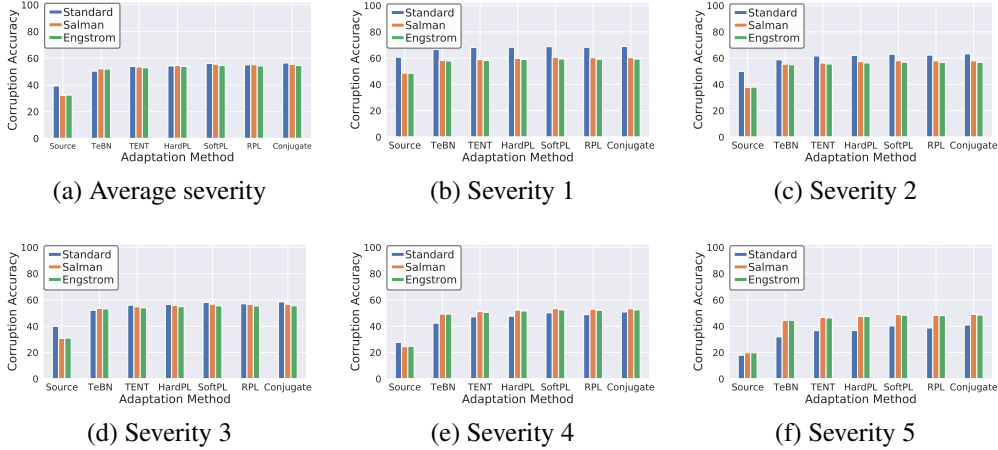 100
80
60
40
20
0
Corruption Accuracy
Standard
Salman
Engstrom
Source TeBN TENT HardPL SoftPL RPL Conjugate
Adaptation Method
(a) Average severity
100
80
60
40
20
0
Corruption Accuracy
Standard
Salman
Engstrom
Source TeBN TENT HardPL SoftPL RPL Conjugate
Adaptation Method
(b) Severity 1
100
80
60
40
20
0
Corruption Accuracy
Standard
Salman
Engstrom
Source TeBN TENT HardPL SoftPL RPL Conjugate
Adaptation Method
(c) Severity 2
100
80
60
40
20
0
Corruption Accuracy
Standard
Salman
Engstrom
Source TeBN TENT HardPL SoftPL RPL Conjugate
Adaptation Method
(d) Severity 3
100
80
60
40
20
0
Corruption Accuracy
Standard
Salman
Engstrom
Source TeBN TENT HardPL SoftPL RPL Conjugate
Adaptation Method
(e) Severity 4
100
80
60
40
20
0
Corruption Accuracy
Standard
Salman
Engstrom
Source TeBN TENT HardPL SoftPL RPL Conjugate
Adaptation Method
(f) Severity 5